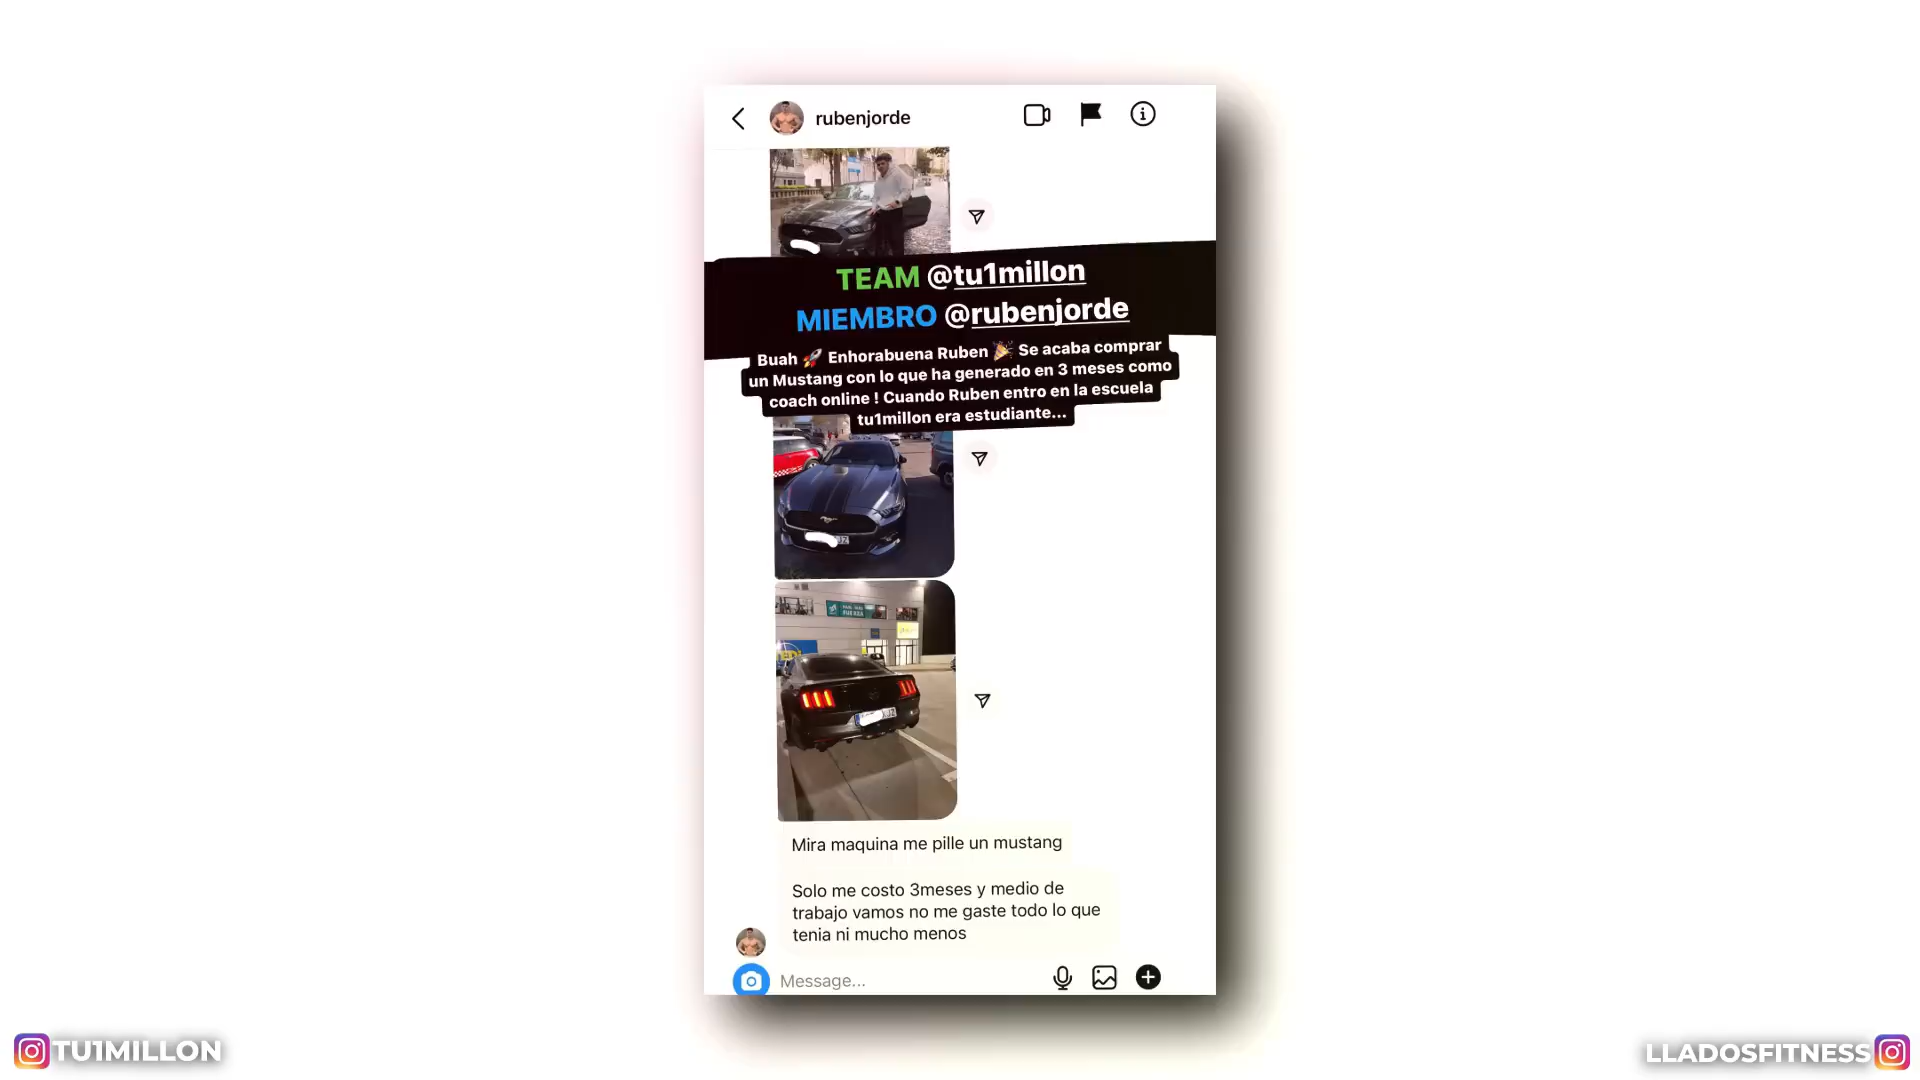 rubenjorde
TEAM @tu1millon
MIEMBRO @rubenjorde
Buah 🚀 Enhorabuena Ruben 🎉 Se acaba comprar
un Mustang con lo que ha generado en 3 meses como
coach online ! Cuando Ruben entro en la escuela
tu1millon era estudiante...
Mira maquina me pille un mustang
Solo me costo 3meses y medio de
trabajo vamos no me gaste todo lo que
tenia ni mucho menos
Message...
TU1MILLON
LLADOSFITNESS